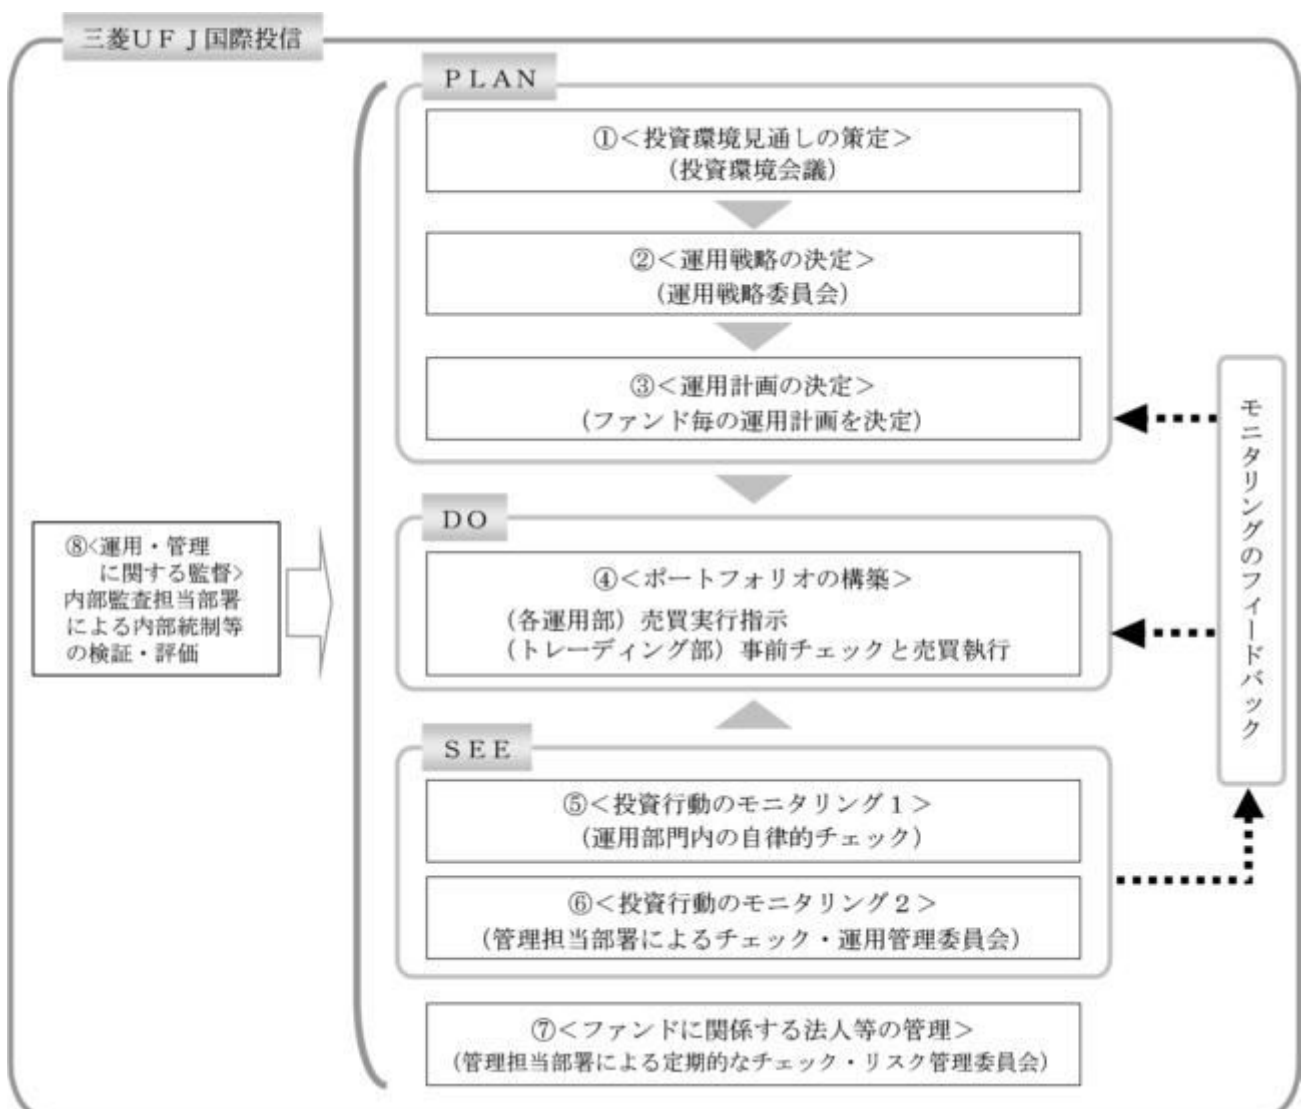 三菱ＵＦＪ国際投信
ＰＬＡＮ
①＜投資環境見通しの策定＞
（投資環境会議）
②＜運用戦略の決定＞
（運用戦略委員会）
③＜運用計画の決定＞
（ファンド毎の運用計画を決定）
ＤＯ
④＜ポートフォリオの構築＞
（各運用部）売買実行指示
（トレーディング部）事前チェックと売買執行
ＳＥＥ
⑤＜投資行動のモニタリング１＞
（運用部門内の自律的チェック）
⑥＜投資行動のモニタリング２＞
（管理担当部署によるチェック・運用管理委員会）
⑦＜ファンドに関係する法人等の管理＞
（管理担当部署による定期的なチェック・リスク管理委員会）
⑧<運用・管理
に関する監督>
内部監査担当部署
による内部統制等
の検証・評価
モニタリングのフィードバック